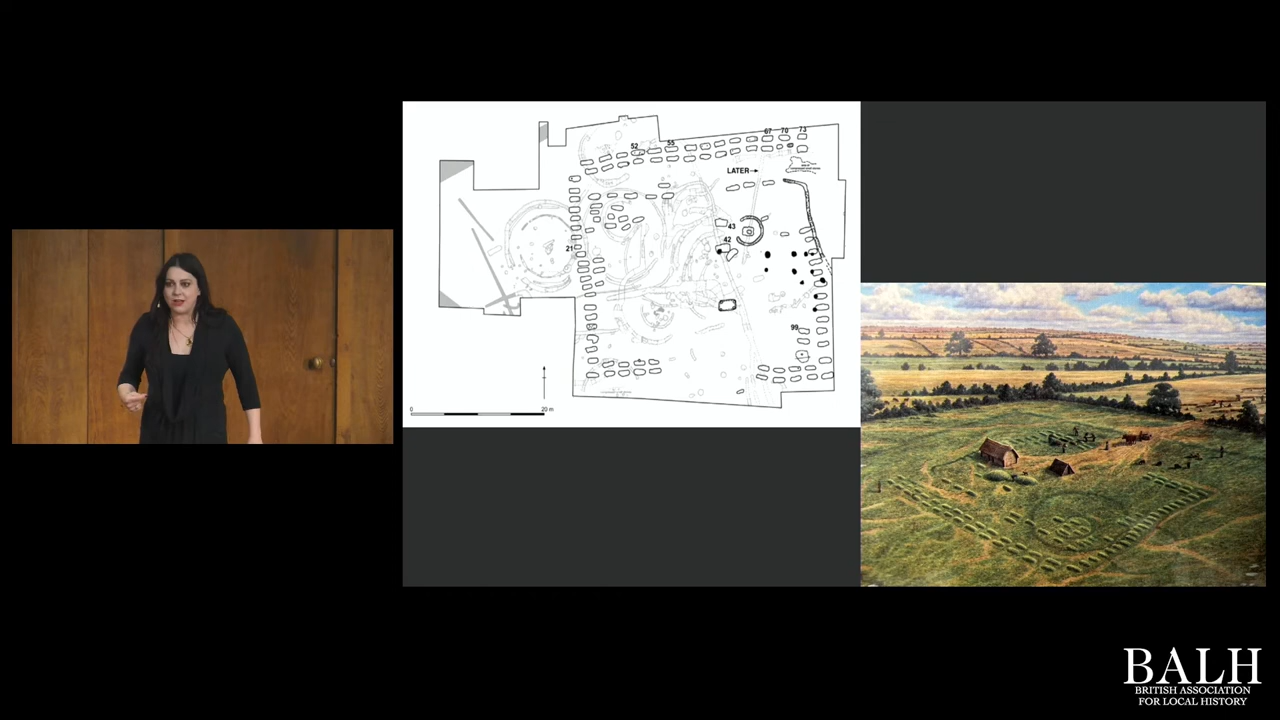 52
55
67
70
73
LATER
43
42
21
99
0
20 m
BALH
BRITISH ASSOCIATION
FOR LOCAL HISTORY